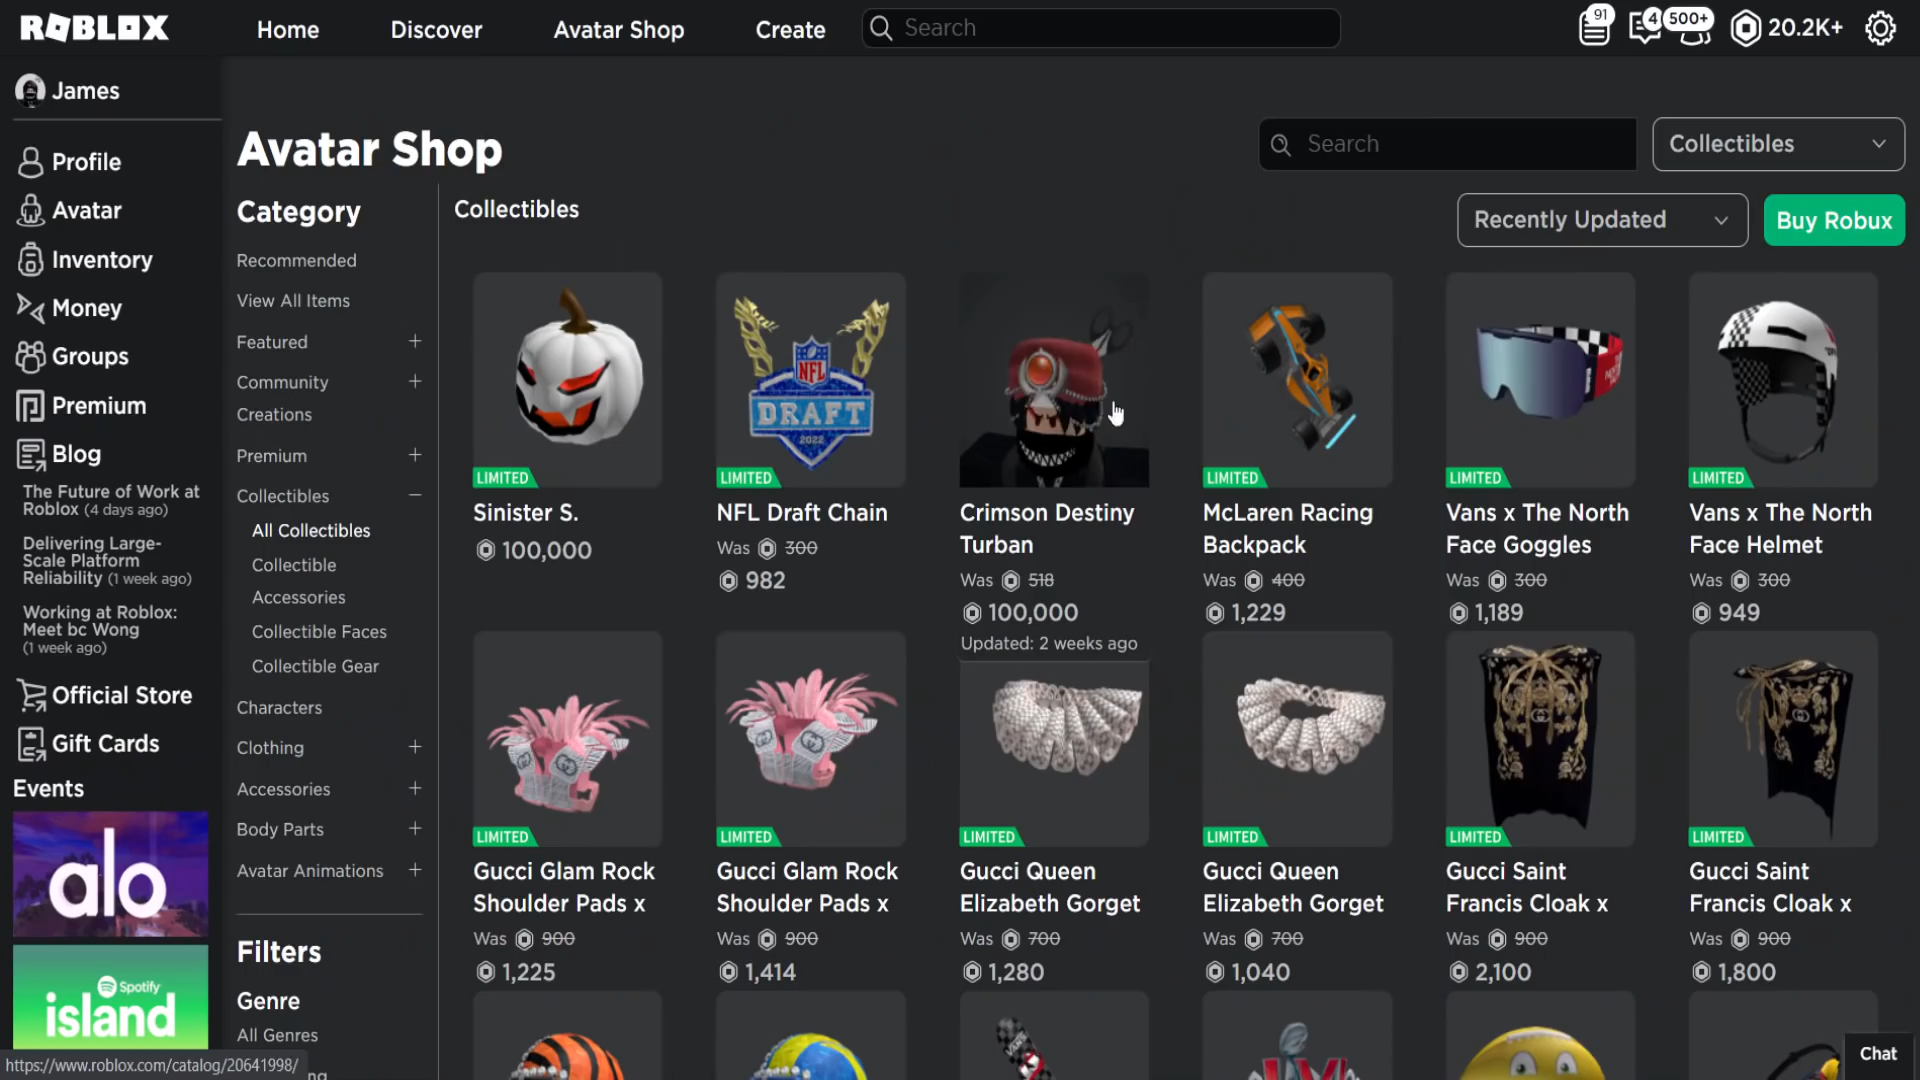 ROBLOX
Home
Discover
Avatar Shop
Create
Search
91
4
500+
20.2K+
James
Profile
Avatar
Inventory
Money
Groups
Premium
Blog
The Future of Work at
Roblox (4 days ago)
Delivering Large-
Scale Platform
Reliability (1 week ago)
Working at Roblox:
Meet bc Wong
(1 week ago)
Official Store
Gift Cards
Events
alo
Spotify
island
https://www.roblox.com/catalog/20641998/
Avatar Shop
Search
Collectibles
Category
Recommended
View All Items
Featured +
Community +
Creations
Premium +
Collectibles −
All Collectibles
Collectible
Accessories
Collectible Faces
Collectible Gear
Characters
Clothing +
Accessories +
Body Parts +
Avatar Animations +
Filters
Genre
All Genres
Collectibles
Recently Updated
Buy Robux
LIMITED
Sinister S.
100,000
NFL
DRAFT
2022
LIMITED
NFL Draft Chain
Was 300
982
Crimson Destiny
Turban
Was 518
100,000
Updated: 2 weeks ago
LIMITED
McLaren Racing
Backpack
Was 400
1,229
LIMITED
Vans x The North
Face Goggles
Was 300
1,189
LIMITED
Vans x The North
Face Helmet
Was 300
949
LIMITED
Gucci Glam Rock
Shoulder Pads x
Was 900
1,225
LIMITED
Gucci Glam Rock
Shoulder Pads x
Was 900
1,414
LIMITED
Gucci Queen
Elizabeth Gorget
Was 700
1,280
LIMITED
Gucci Queen
Elizabeth Gorget
Was 700
1,040
LIMITED
Gucci Saint
Francis Cloak x
Was 900
2,100
LIMITED
Gucci Saint
Francis Cloak x
Was 900
1,800
VANS
Chat